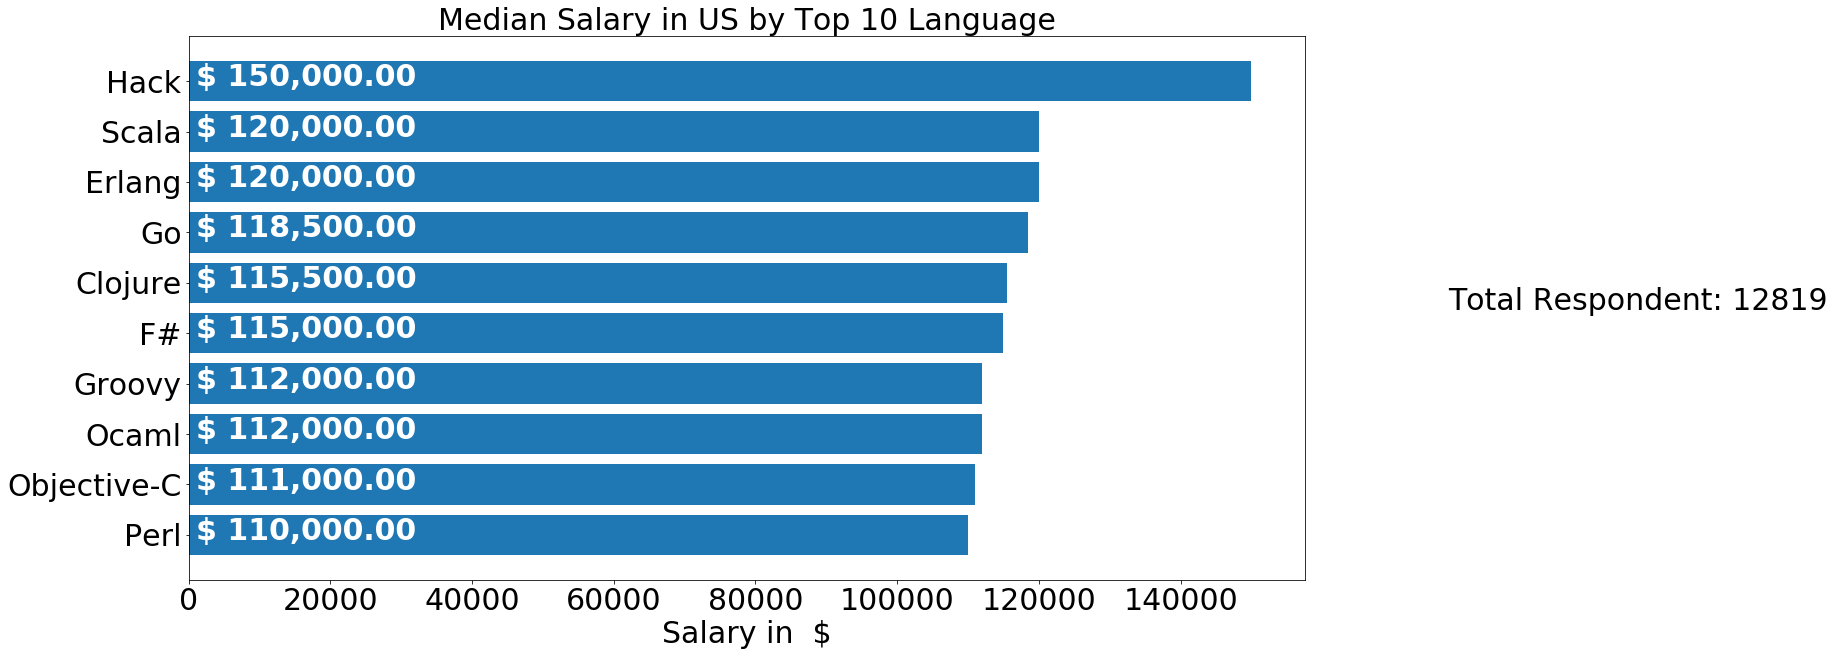 Median Salary in US by Top 10 Language
Hack $ 150,000.00
Scala $ 120,000.00
Erlang $ 120,000.00
Go $ 118,500.00
Clojure $ 115,500.00
F# $ 115,000.00
Groovy $ 112,000.00
Ocaml $ 112,000.00
Objective-C $ 111,000.00
Perl $ 110,000.00
0 20000 40000 60000 80000 100000 120000 140000
Salary in $
Total Respondent: 12819